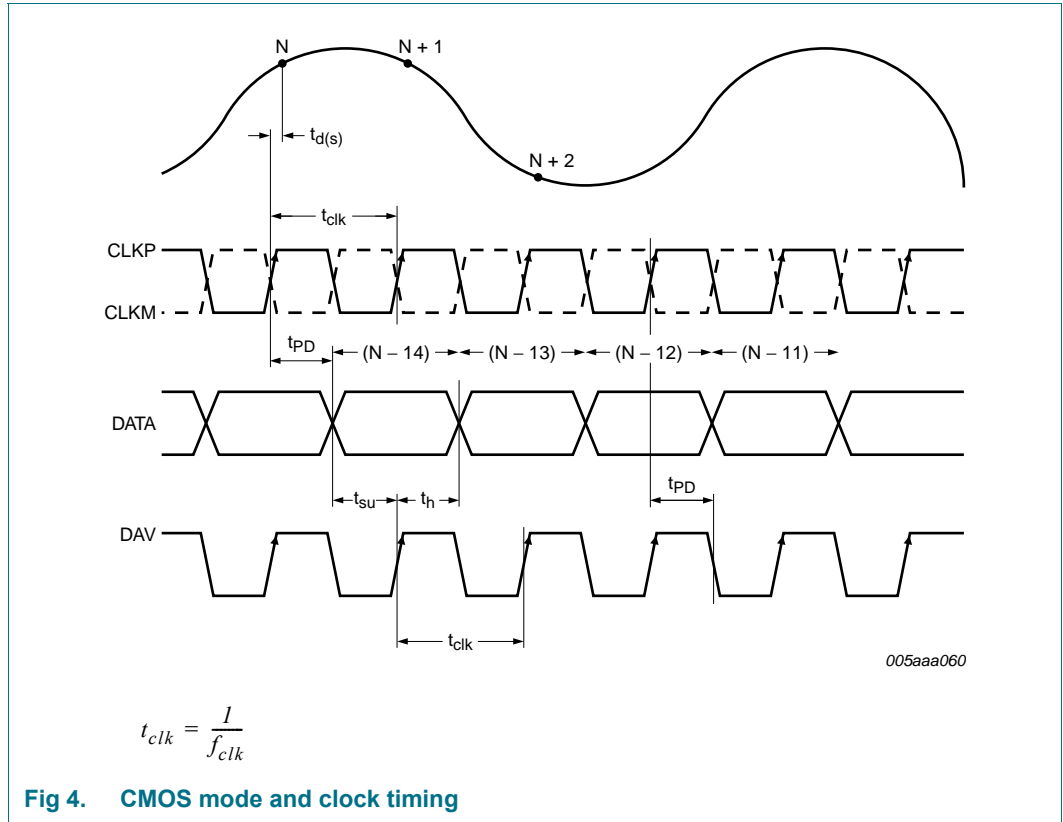 N
N + 1
td(s)
N + 2
tclk
CLKP
CLKM
tPD
(N − 14)
(N − 13)
(N − 12)
(N − 11)
DATA
tsu
th
tPD
DAV
tclk
005aaa060
tclk = 1/fclk
Fig 4. CMOS mode and clock timing